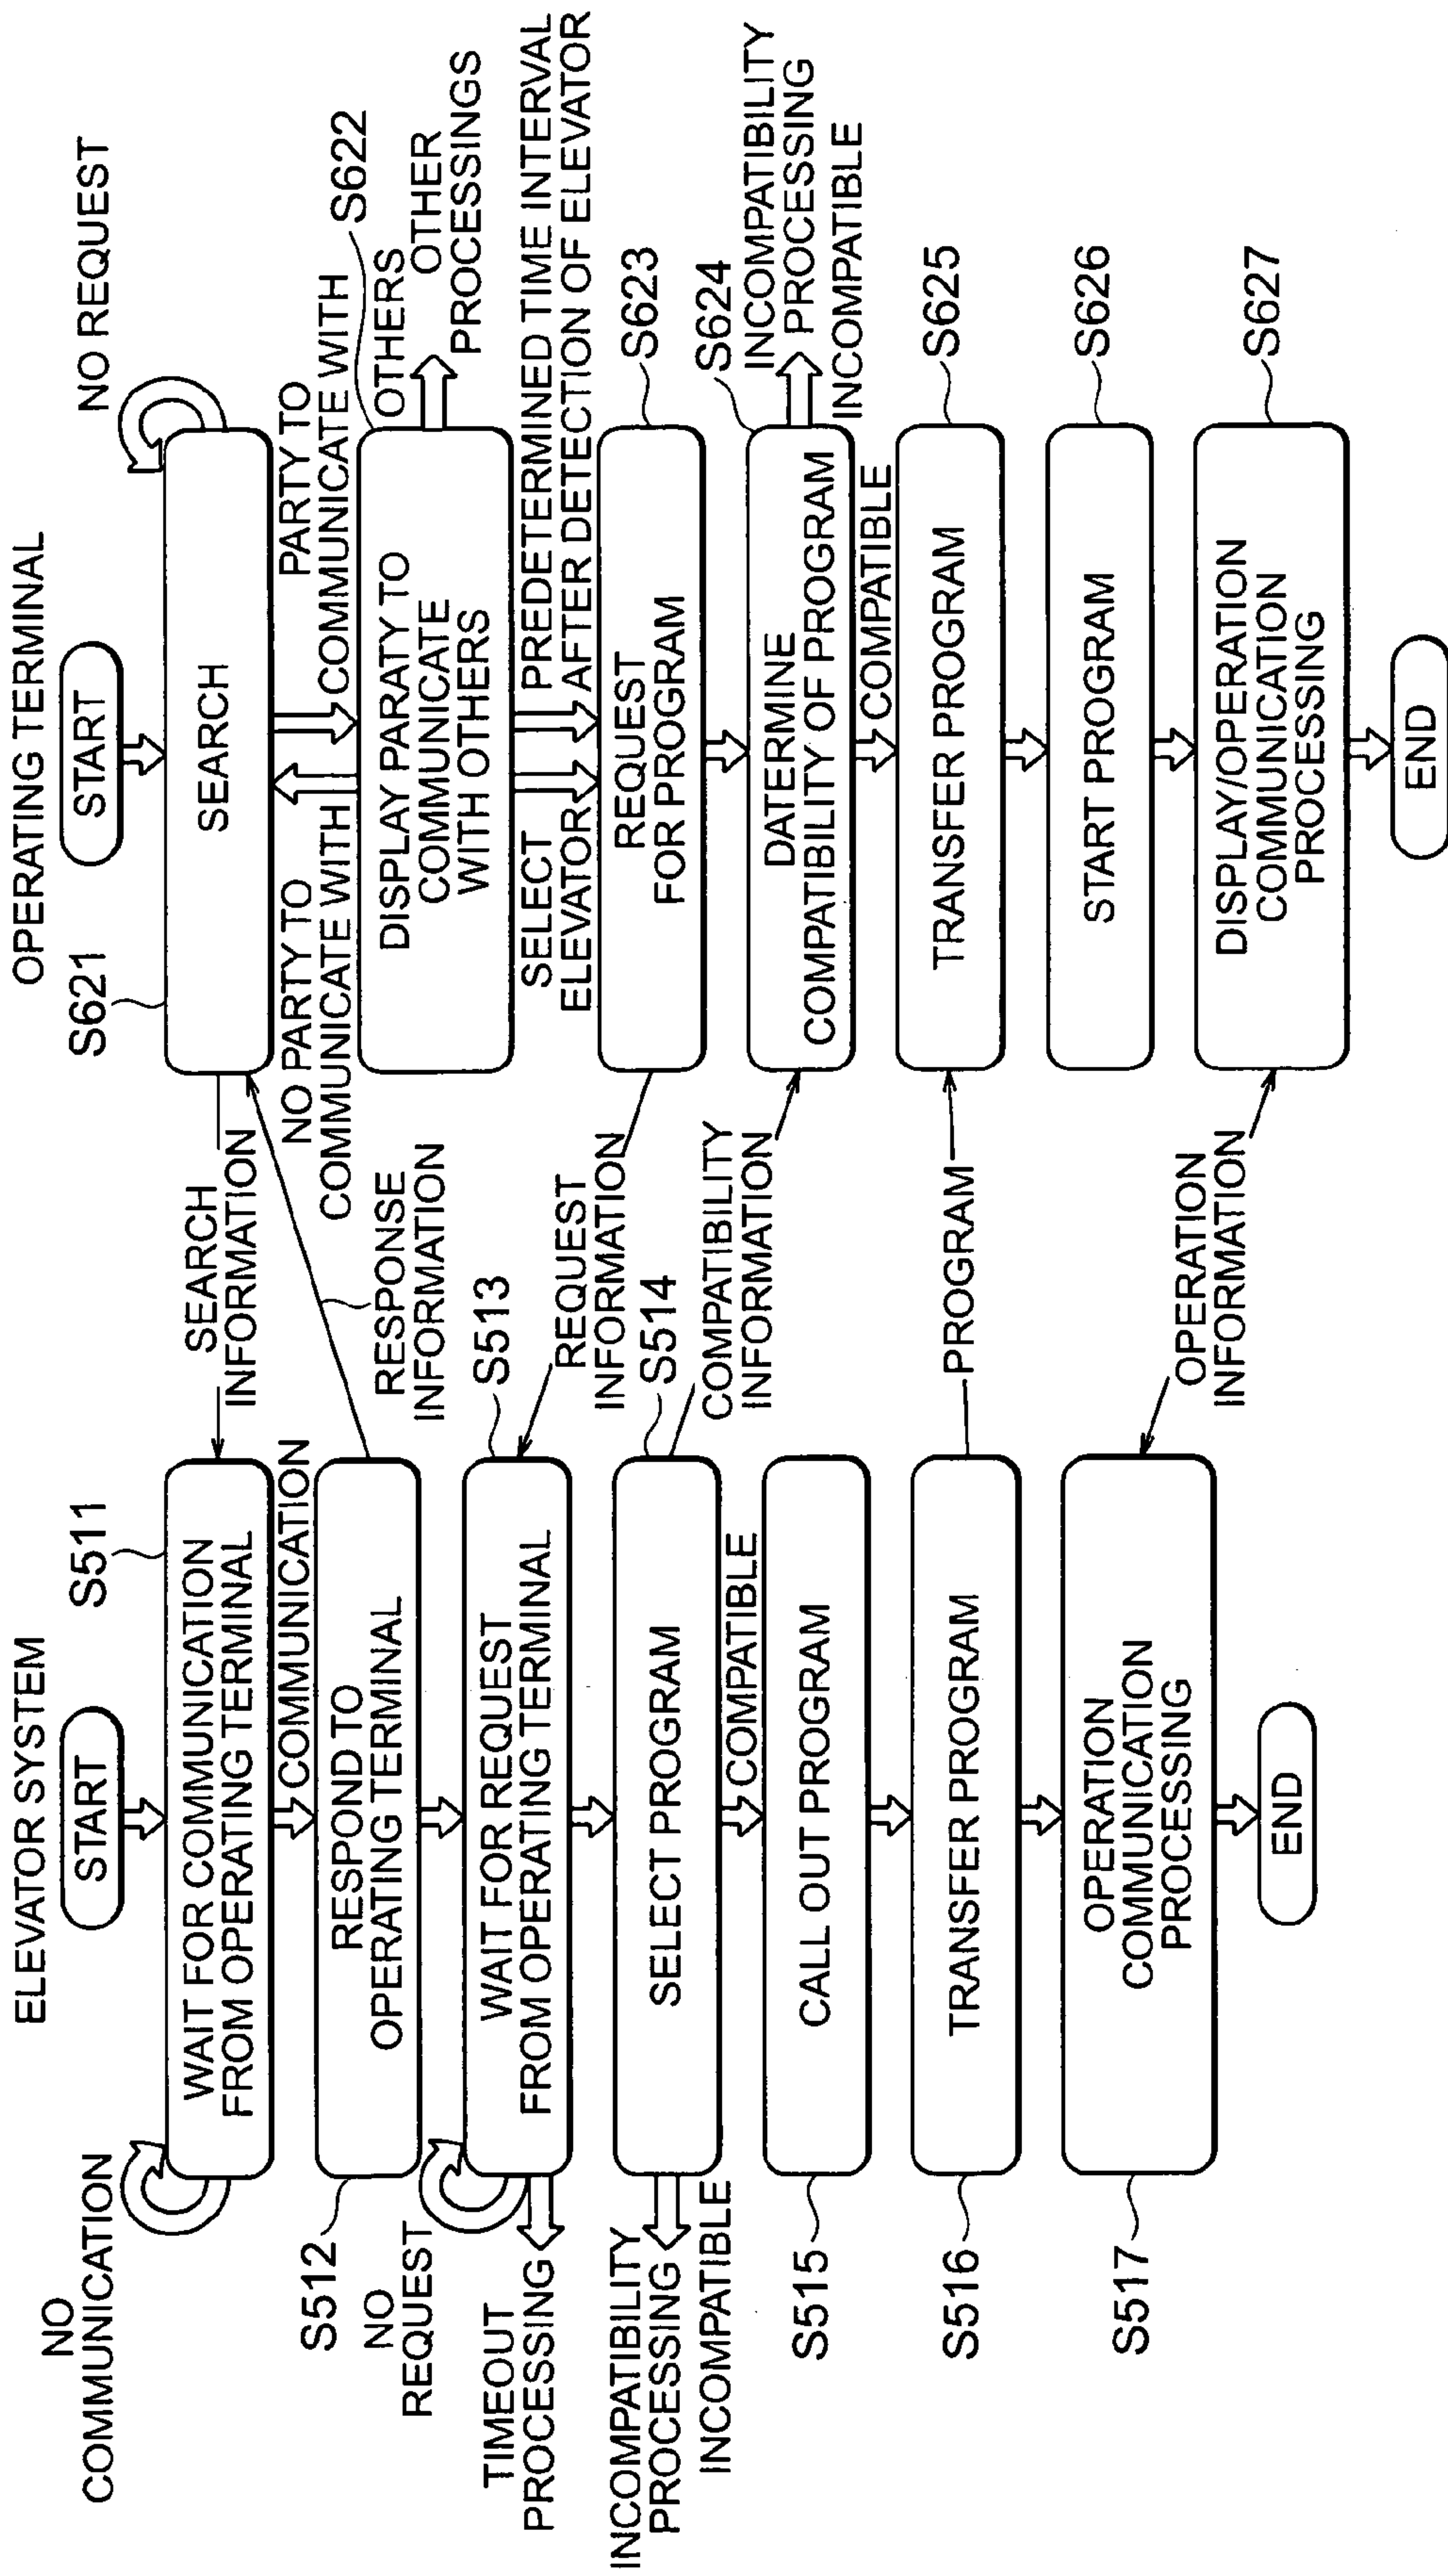 ELEVATOR SYSTEM
START
NO
COMMUNICATION
S511
WAIT FOR COMMUNICATION
FROM OPERATING TERMINAL
COMMUNICATION
S512
RESPOND TO
OPERATING TERMINAL
NO
REQUEST
S513
WAIT FOR REQUEST
FROM OPERATING TERMINAL
TIMEOUT
PROCESSING
S514
SELECT PROGRAM
INCOMPATIBILITY
PROCESSING
INCOMPATIBLE
COMPATIBLE
S515
CALL OUT PROGRAM
S516
TRANSFER PROGRAM
S517
OPERATION
COMMUNICATION
PROCESSING
END
SEARCH
INFORMATION
RESPONSE
INFORMATION
REQUEST
INFORMATION
COMPATIBILITY
INFORMATION
PROGRAM
OPERATION
INFORMATION
OPERATING TERMINAL
START
S621
SEARCH
NO REQUEST
NO PARTY TO
COMMUNICATE WITH
PARTY TO
COMMUNICATE WITH
OTHERS
S622
DISPLAY PARATY TO
COMMUNICATE
WITH OTHERS
OTHERS
OTHER
PROCESSINGS
SELECT
ELEVATOR
PREDETERMINED TIME INTERVAL
AFTER DETECTION OF ELEVATOR
S623
REQUEST
FOR PROGRAM
S624
DATERMINE
COMPATIBILITY OF PROGRAM
INCOMPATIBILITY
PROCESSING
INCOMPATIBLE
COMPATIBLE
S625
TRANSFER PROGRAM
S626
START PROGRAM
S627
DISPLAY/OPERATION
COMMUNICATION
PROCESSING
END